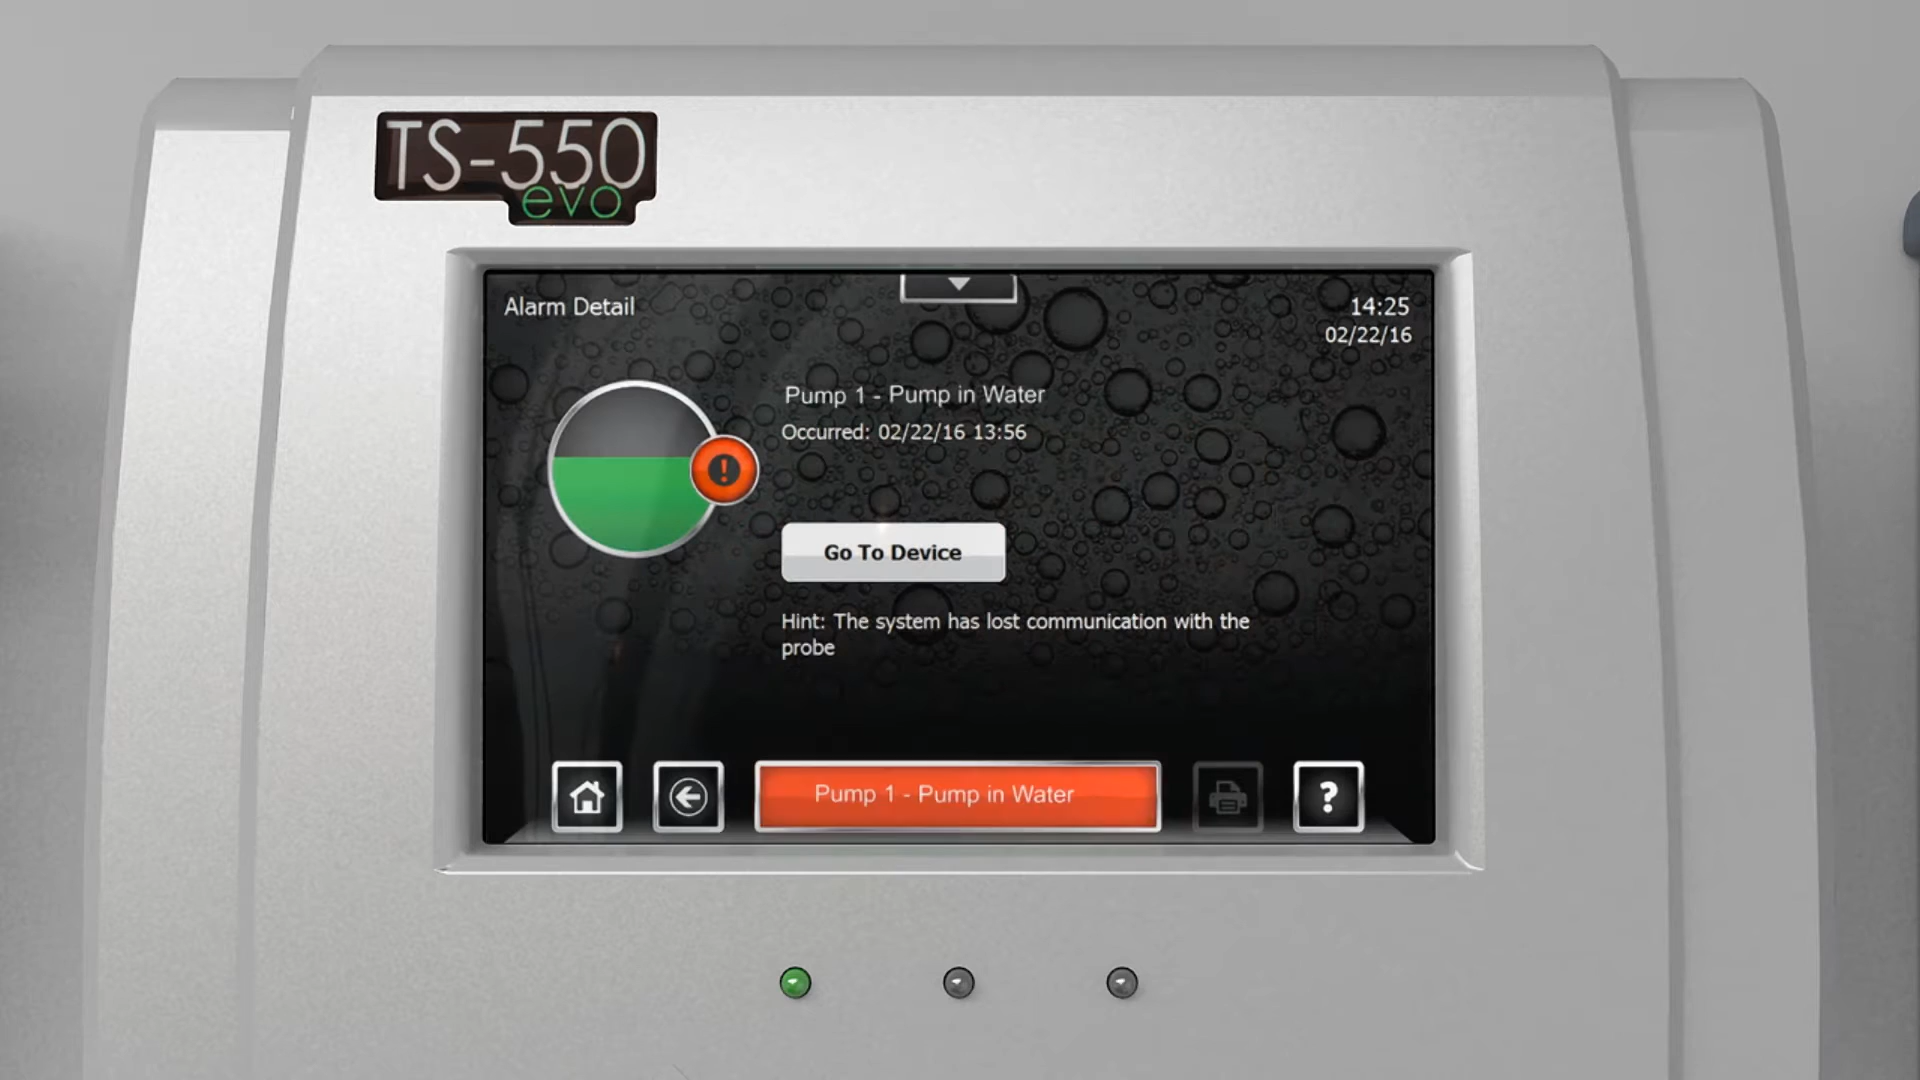 TS-550
evo
Alarm Detail
14:25
02/22/16
Pump 1 - Pump in Water
Occurred: 02/22/16 13:56
Go To Device
Hint: The system has lost communication with the
probe
Pump 1 - Pump in Water
?